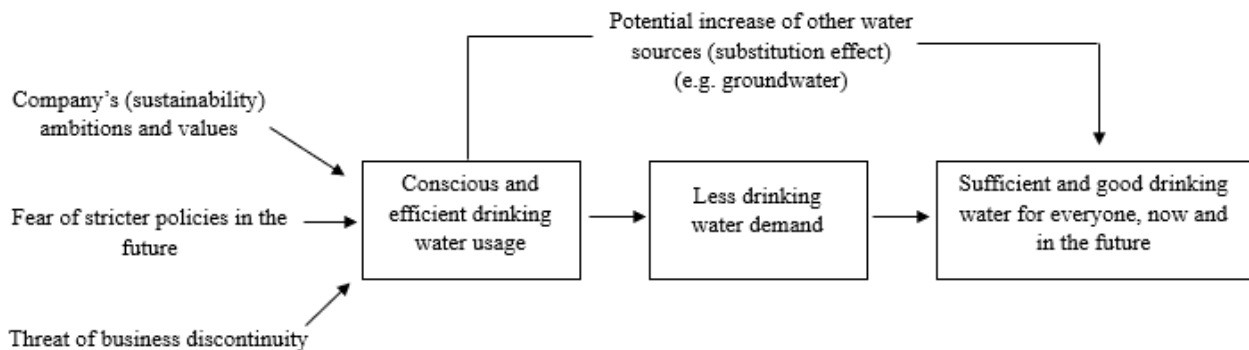 Potential increase of other water
sources (substitution effect)
(e.g. groundwater)
Company’s (sustainability)
ambitions and values
Fear of stricter policies in the
future
Threat of business discontinuity
Conscious and
efficient drinking
water usage
Less drinking
water demand
Sufficient and good drinking
water for everyone, now and
in the future